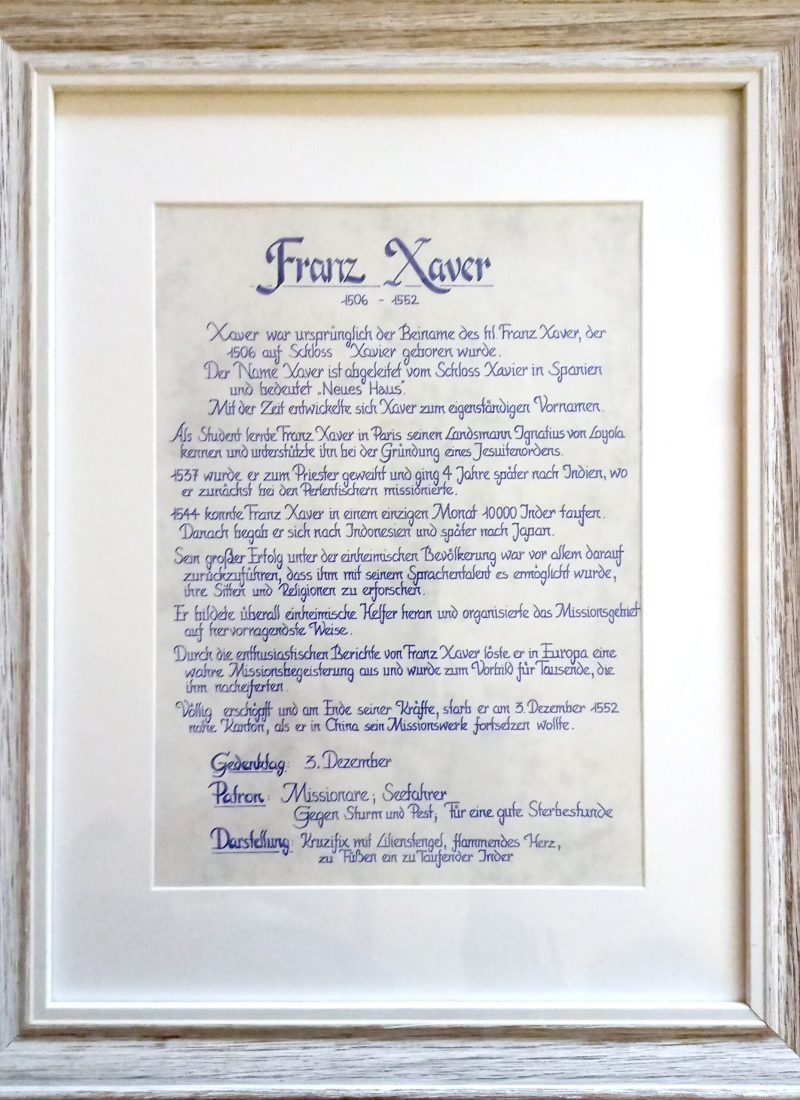 Franz Xaver
1506 - 1552
Xaver war ursprünglich der Beiname des hl. Franz Xaver, der
1506 auf Schloss Xavier geboren wurde.
Der Name Xaver ist abgeleitet vom Schloss Xavier in Spanien
und bedeutet „Neues Haus".
Mit der Zeit entwickelte sich Xaver zum eigenständigen Vornamen.
Als Student lernte Franz Xaver in Paris seinen Landsmann Ignatius von Loyola
kennen und unterstützte ihn bei der Gründung eines Jesuitenordens.
1537 wurde er zum Priester geweiht und ging 4 Jahre später nach Indien, wo
er zunächst bei den Perlenfischern missionierte.
1544 konnte Franz Xaver in einem einzigen Monat 10000 Inder taufen.
Danach begab er sich nach Indonesien und später nach Japan.
Sein großer Erfolg unter der einheimischen Bevölkerung war vor allem darauf
zurückzuführen, dass ihm mit seinem Sprachentalent es ermöglicht wurde,
ihre Sitten und Religionen zu erforschen.
Er bildete überall einheimische Helfer heran und organisierte das Missionsgebiet
auf hervorragendste Weise.
Durch die enthusiastischen Berichte von Franz Xaver löste er in Europa eine
wahre Missionsbegeisterung aus und wurde zum Vorbild für Tausende, die
ihm nacheiferten.
Völlig erschöpft und am Ende seiner Kräfte, starb er am 3. Dezember 1552
nahe Kanton, als er in China sein Missionswerk fortsetzen wollte.
Gedenktag: 3. Dezember
Patron: Missionare; Seefahrer
Gegen Sturm und Pest; Für eine gute Sterbestunde
Darstellung: Kruzifix mit Lilienstengel, flammendes Herz,
zu Füßen ein zu Taufender Inder